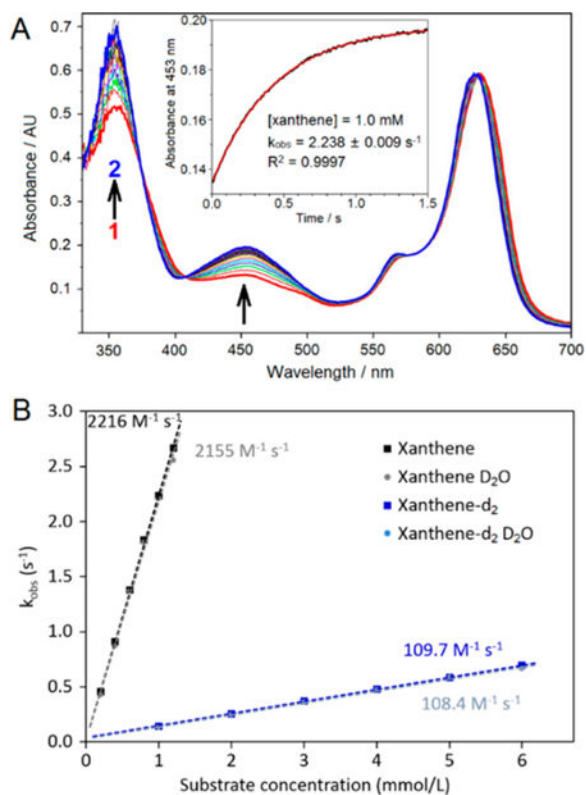 A
0.7
0.6
0.5
0.4
0.3
0.2
0.1
Absorbance / AU
2
1
0.20
0.18
0.16
0.14
Absorbance at 453 nm
[xanthene] = 1.0 mM
k_obs = 2.238 ± 0.009 s⁻¹
R² = 0.9997
0.0 0.5 1.0 1.5
Time / s
400 450 500 550 600 650 700
Wavelength / nm
B
3.0
2.5
2.0
1.5
1.0
0.5
0.0
k_obs (s⁻¹)
2216 M⁻¹ s⁻¹
2155 M⁻¹ s⁻¹
Xanthene
Xanthene D₂O
Xanthene-d₂
Xanthene-d₂ D₂O
109.7 M⁻¹ s⁻¹
108.4 M⁻¹ s⁻¹
0 1 2 3 4 5 6
Substrate concentration (mmol/L)